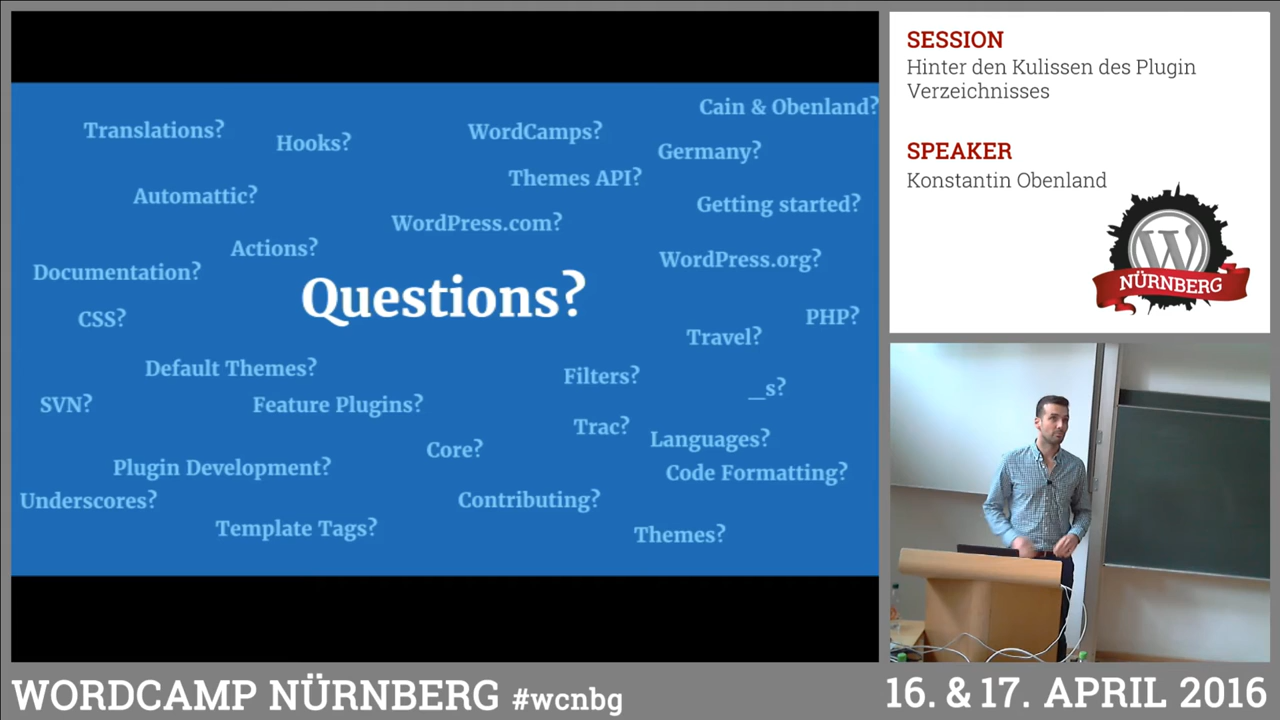 Cain & Obenland?
Translations?
Hooks?
WordCamps?
Germany?
Themes API?
Automattic?
Getting started?
WordPress.com?
Actions?
WordPress.org?
Documentation?
Questions?
CSS?
PHP?
Travel?
Default Themes?
Filters?
_s?
SVN?
Feature Plugins?
Trac?
Languages?
Core?
Plugin Development?
Code Formatting?
Underscores?
Contributing?
Template Tags?
Themes?
SESSION
Hinter den Kulissen des Plugin
Verzeichnisses
SPEAKER
Konstantin Obenland
W
NÜRNBERG
WORDCAMP NÜRNBERG #wcnbg
16. & 17. APRIL 2016